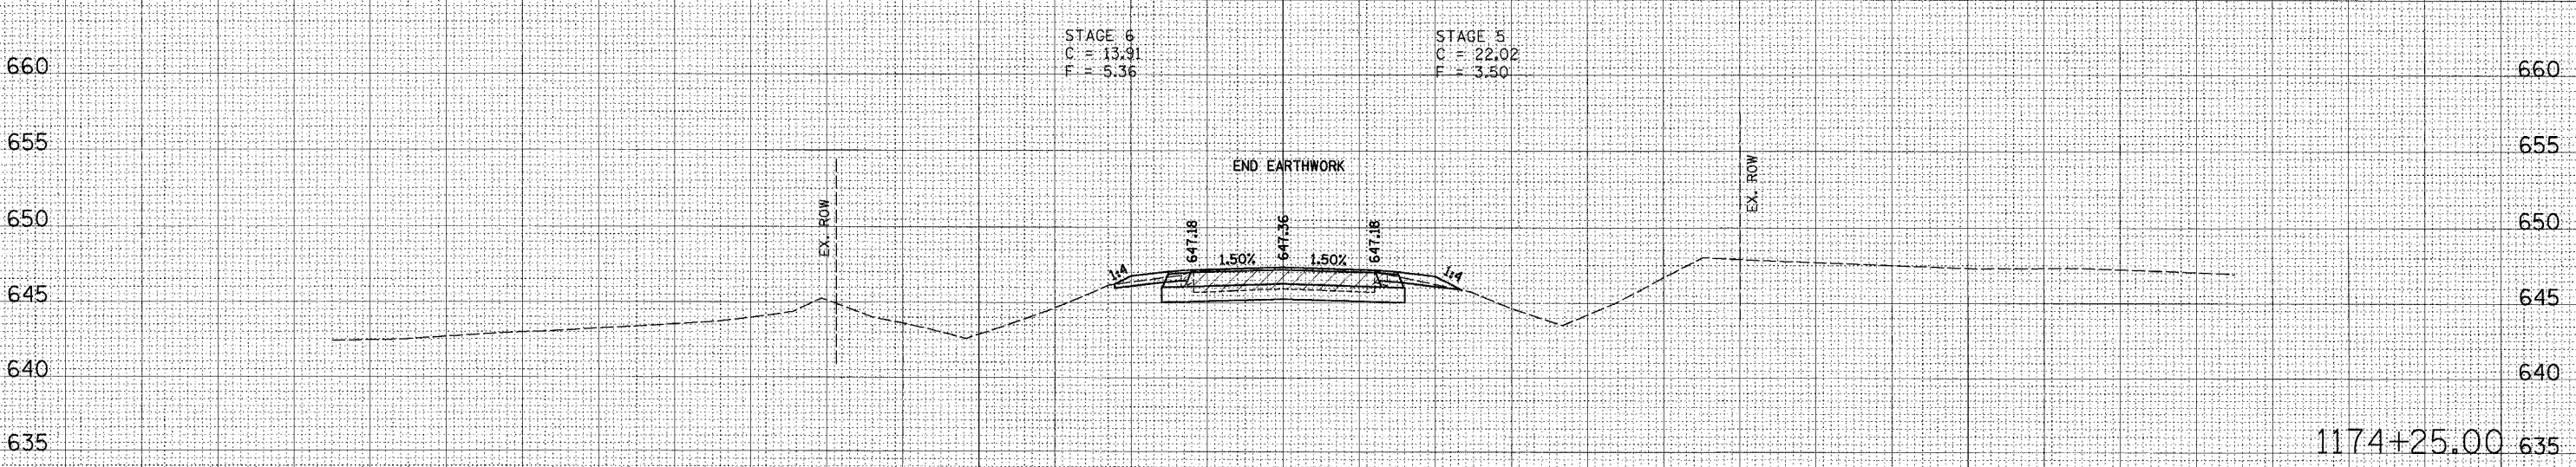 STAGE 6
C = 13.91
F = 5.36
STAGE 5
C = 22.02
F = 3.50
660
660
655
655
END EARTHWORK
EX. ROW
EX. ROW
650
650
647.18
647.36
647.18
1:4
1.50%
1.50%
1:4
645
645
640
640
635
1174+25.00
635